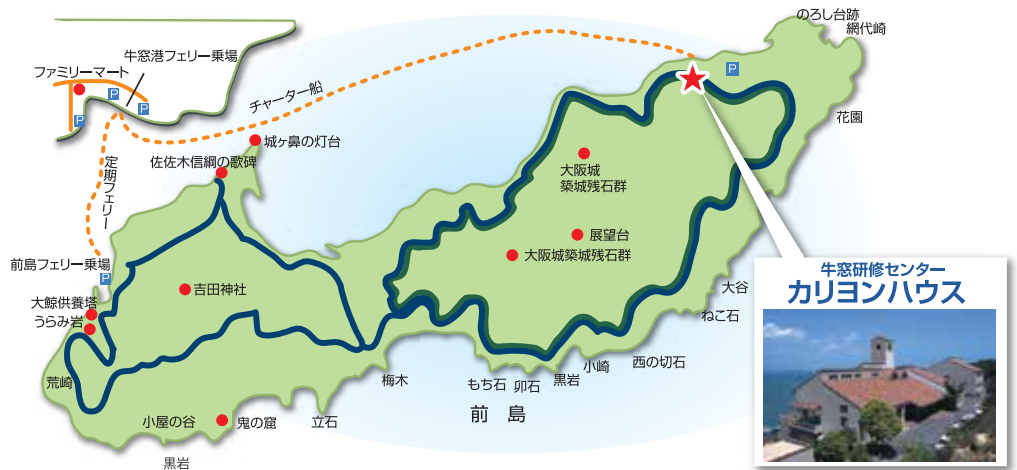 のろし台跡
網代崎
牛窓港フェリー乗場
ファミリーマート
P
P
P
P
チャーター船
花園
城ヶ鼻の灯台
佐佐木信綱の歌碑
大阪城
築城残石群
定期フェリー
展望台
大阪城築城残石群
前島フェリー乗場
P
吉田神社
大鯨供養塔
うらみ岩
大谷
ねこ石
牛窓研修センター
カリヨンハウス
荒崎
梅木
もち石
卯石
黒岩
小崎
西の切石
前島
小屋の谷
鬼の窟
立石
黒岩